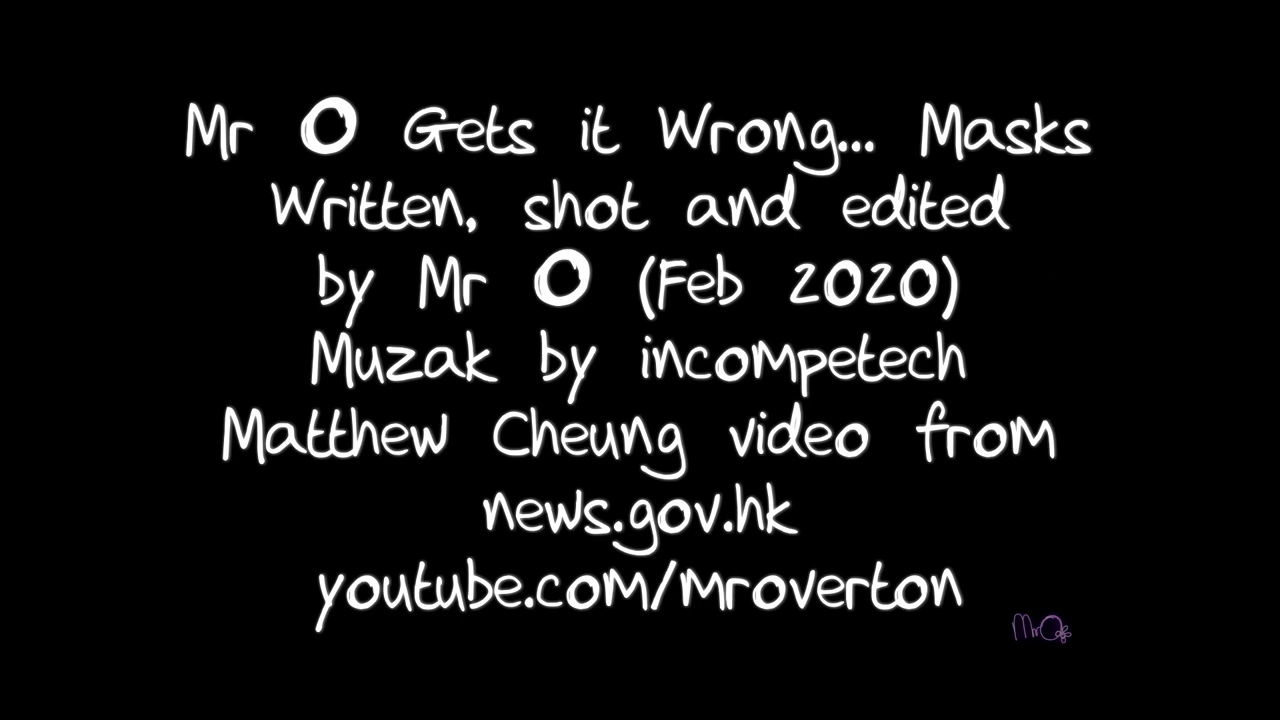 Mr O Gets it Wrong... Masks
Written, shot and edited
by Mr O (Feb 2020)
Muzak by incompetech
Matthew Cheung video from
news.gov.hk
youtube.com/mroverton
MrO